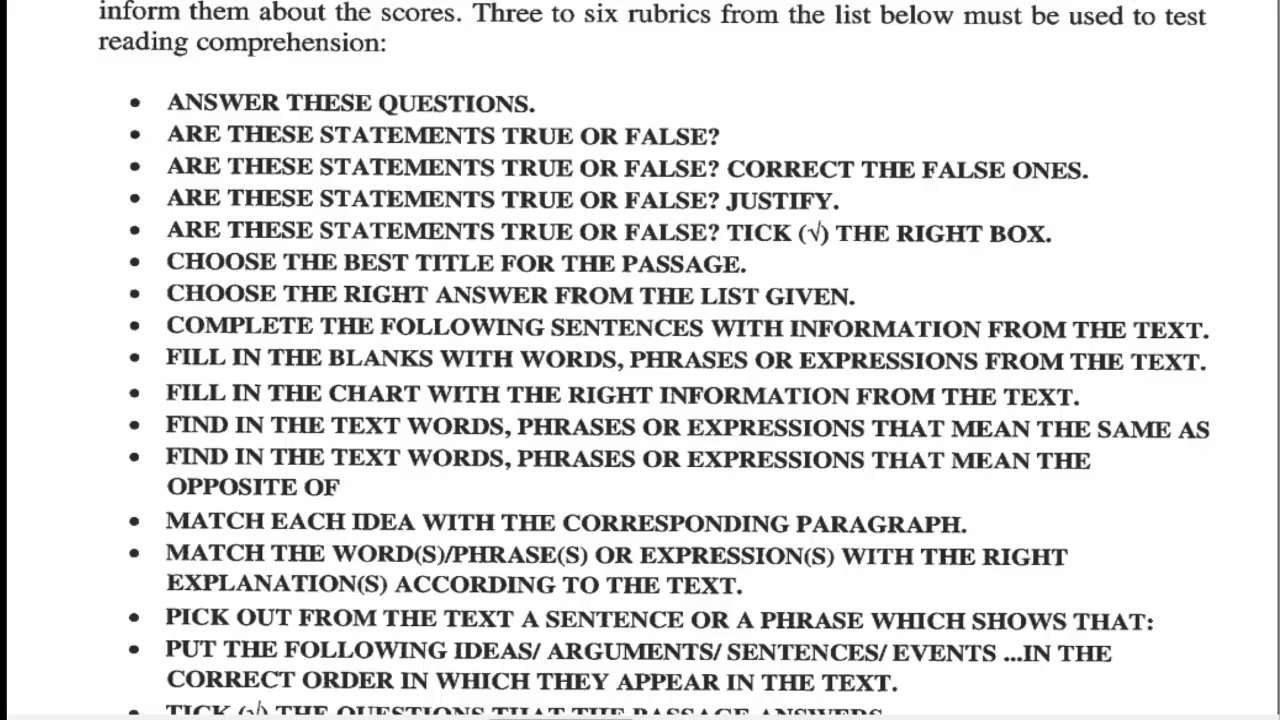 inform them about the scores. Three to six rubrics from the list below must be used to test
reading comprehension:
• ANSWER THESE QUESTIONS.
• ARE THESE STATEMENTS TRUE OR FALSE?
• ARE THESE STATEMENTS TRUE OR FALSE? CORRECT THE FALSE ONES.
• ARE THESE STATEMENTS TRUE OR FALSE? JUSTIFY.
• ARE THESE STATEMENTS TRUE OR FALSE? TICK (√) THE RIGHT BOX.
• CHOOSE THE BEST TITLE FOR THE PASSAGE.
• CHOOSE THE RIGHT ANSWER FROM THE LIST GIVEN.
• COMPLETE THE FOLLOWING SENTENCES WITH INFORMATION FROM THE TEXT.
• FILL IN THE BLANKS WITH WORDS, PHRASES OR EXPRESSIONS FROM THE TEXT.
• FILL IN THE CHART WITH THE RIGHT INFORMATION FROM THE TEXT.
• FIND IN THE TEXT WORDS, PHRASES OR EXPRESSIONS THAT MEAN THE SAME AS
• FIND IN THE TEXT WORDS, PHRASES OR EXPRESSIONS THAT MEAN THE
OPPOSITE OF
• MATCH EACH IDEA WITH THE CORRESPONDING PARAGRAPH.
• MATCH THE WORD(S)/PHRASE(S) OR EXPRESSION(S) WITH THE RIGHT
EXPLANATION(S) ACCORDING TO THE TEXT.
• PICK OUT FROM THE TEXT A SENTENCE OR A PHRASE WHICH SHOWS THAT:
• PUT THE FOLLOWING IDEAS/ ARGUMENTS/ SENTENCES/ EVENTS ...IN THE
CORRECT ORDER IN WHICH THEY APPEAR IN THE TEXT.
• TICK (√) THE QUESTIONS THAT THE PASSAGE ANSWERS